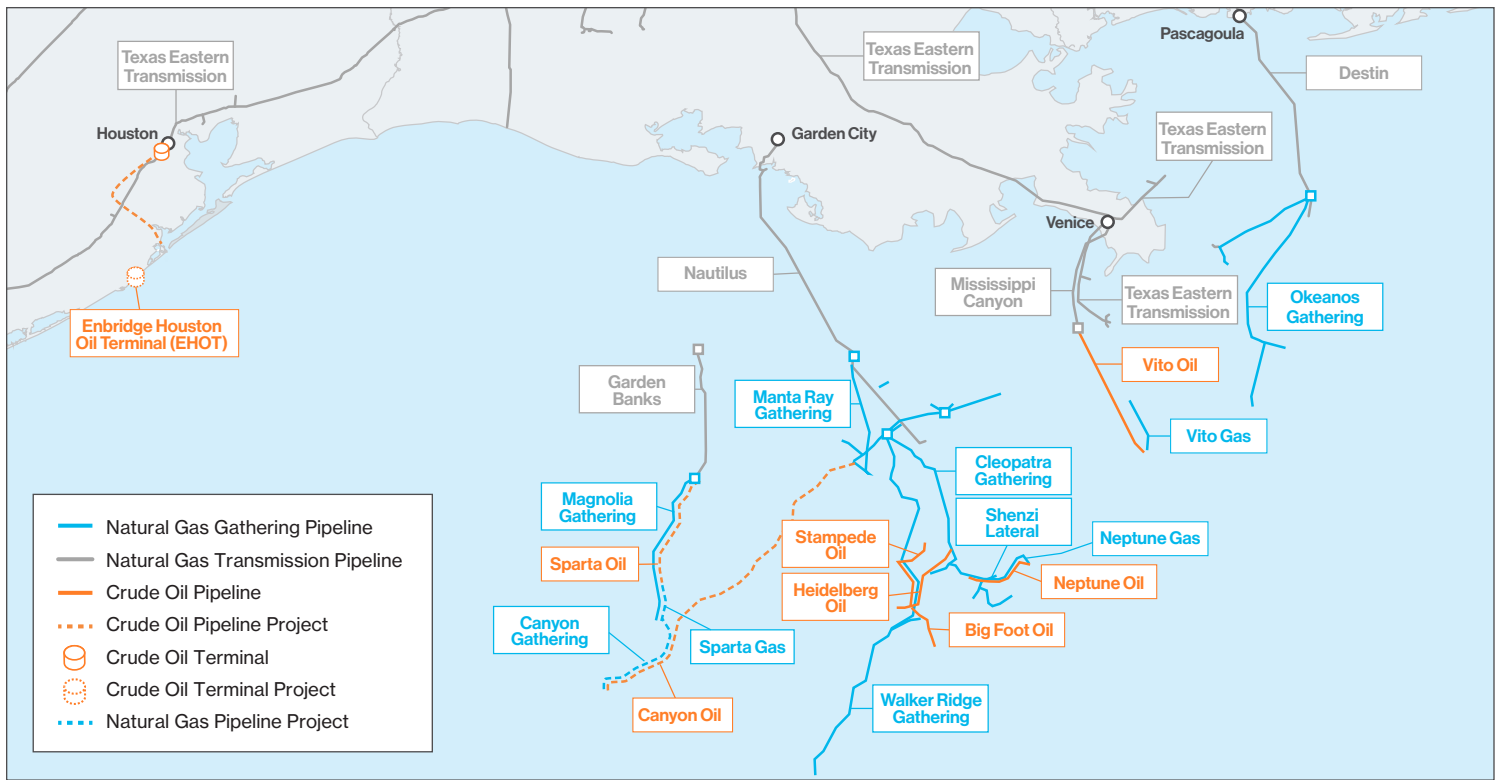 Texas Eastern
Transmission
Houston
Enbridge Houston
Oil Terminal (EHOT)
Texas Eastern
Transmission
Garden City
Pascagoula
Destin
Texas Eastern
Transmission
Venice
Nautilus
Mississippi
Canyon
Texas Eastern
Transmission
Okeanos
Gathering
Vito Oil
Vito Gas
Garden
Banks
Manta Ray
Gathering
Cleopatra
Gathering
Magnolia
Gathering
Shenzi
Lateral
Stampede
Oil
Neptune Gas
Sparta Oil
Neptune Oil
Heidelberg
Oil
Canyon
Gathering
Sparta Gas
Big Foot Oil
Canyon Oil
Walker Ridge
Gathering
Natural Gas Gathering Pipeline
Natural Gas Transmission Pipeline
Crude Oil Pipeline
Crude Oil Pipeline Project
Crude Oil Terminal
Crude Oil Terminal Project
Natural Gas Pipeline Project